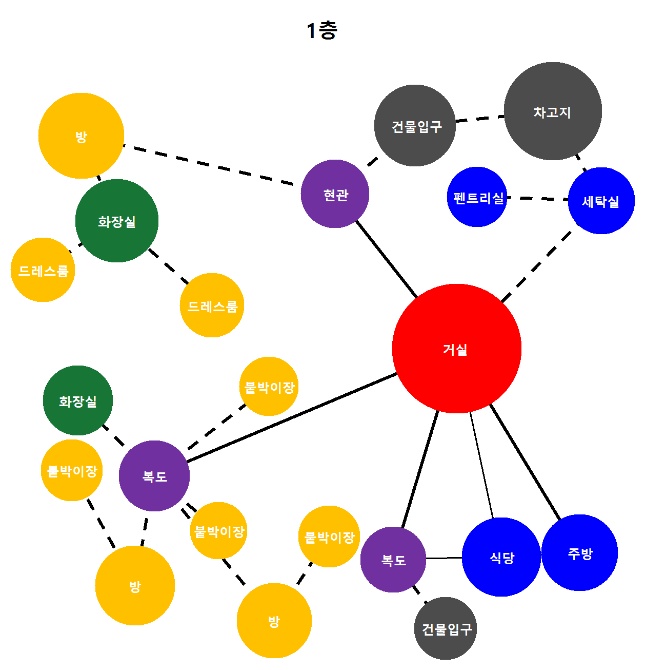 1층
차고지
건물입구
방
현관
펜트리실
세탁실
화장실
드레스룸
드레스룸
거실
붙박이장
화장실
붙박이장
복도
붙박이장
붙박이장
복도
식당
주방
방
방
건물입구